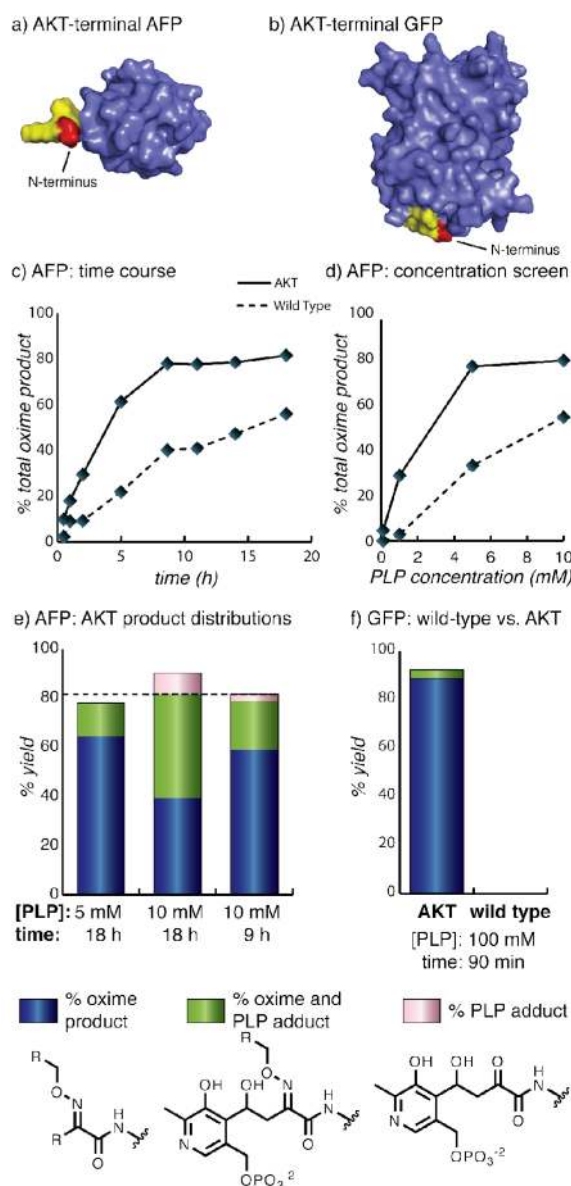 a) AKT-terminal AFP
b) AKT-terminal GFP
N-terminus
N-terminus
c) AFP: time course
d) AFP: concentration screen
AKT
Wild Type
% total oxime product
100
80
60
40
20
0
0 5 10 15 20
time (h)
% total oxime product
100
80
60
40
20
0
0 2 4 6 8 10
PLP concentration (mM)
e) AFP: AKT product distributions
f) GFP: wild-type vs. AKT
% yield
100
80
60
40
20
0
[PLP]: 5 mM 10 mM 10 mM
time: 18 h 18 h 9 h
% yield
100
80
60
40
20
0
AKT wild type
[PLP]: 100 mM
time: 90 min
% oxime
product
% oxime and
PLP adduct
% PLP adduct
R
O
N
R
O
H
N
R
O
OH OH N
H
N
N
O
OPO₃²
OH OH O
H
N
N
O
OPO₃⁻²